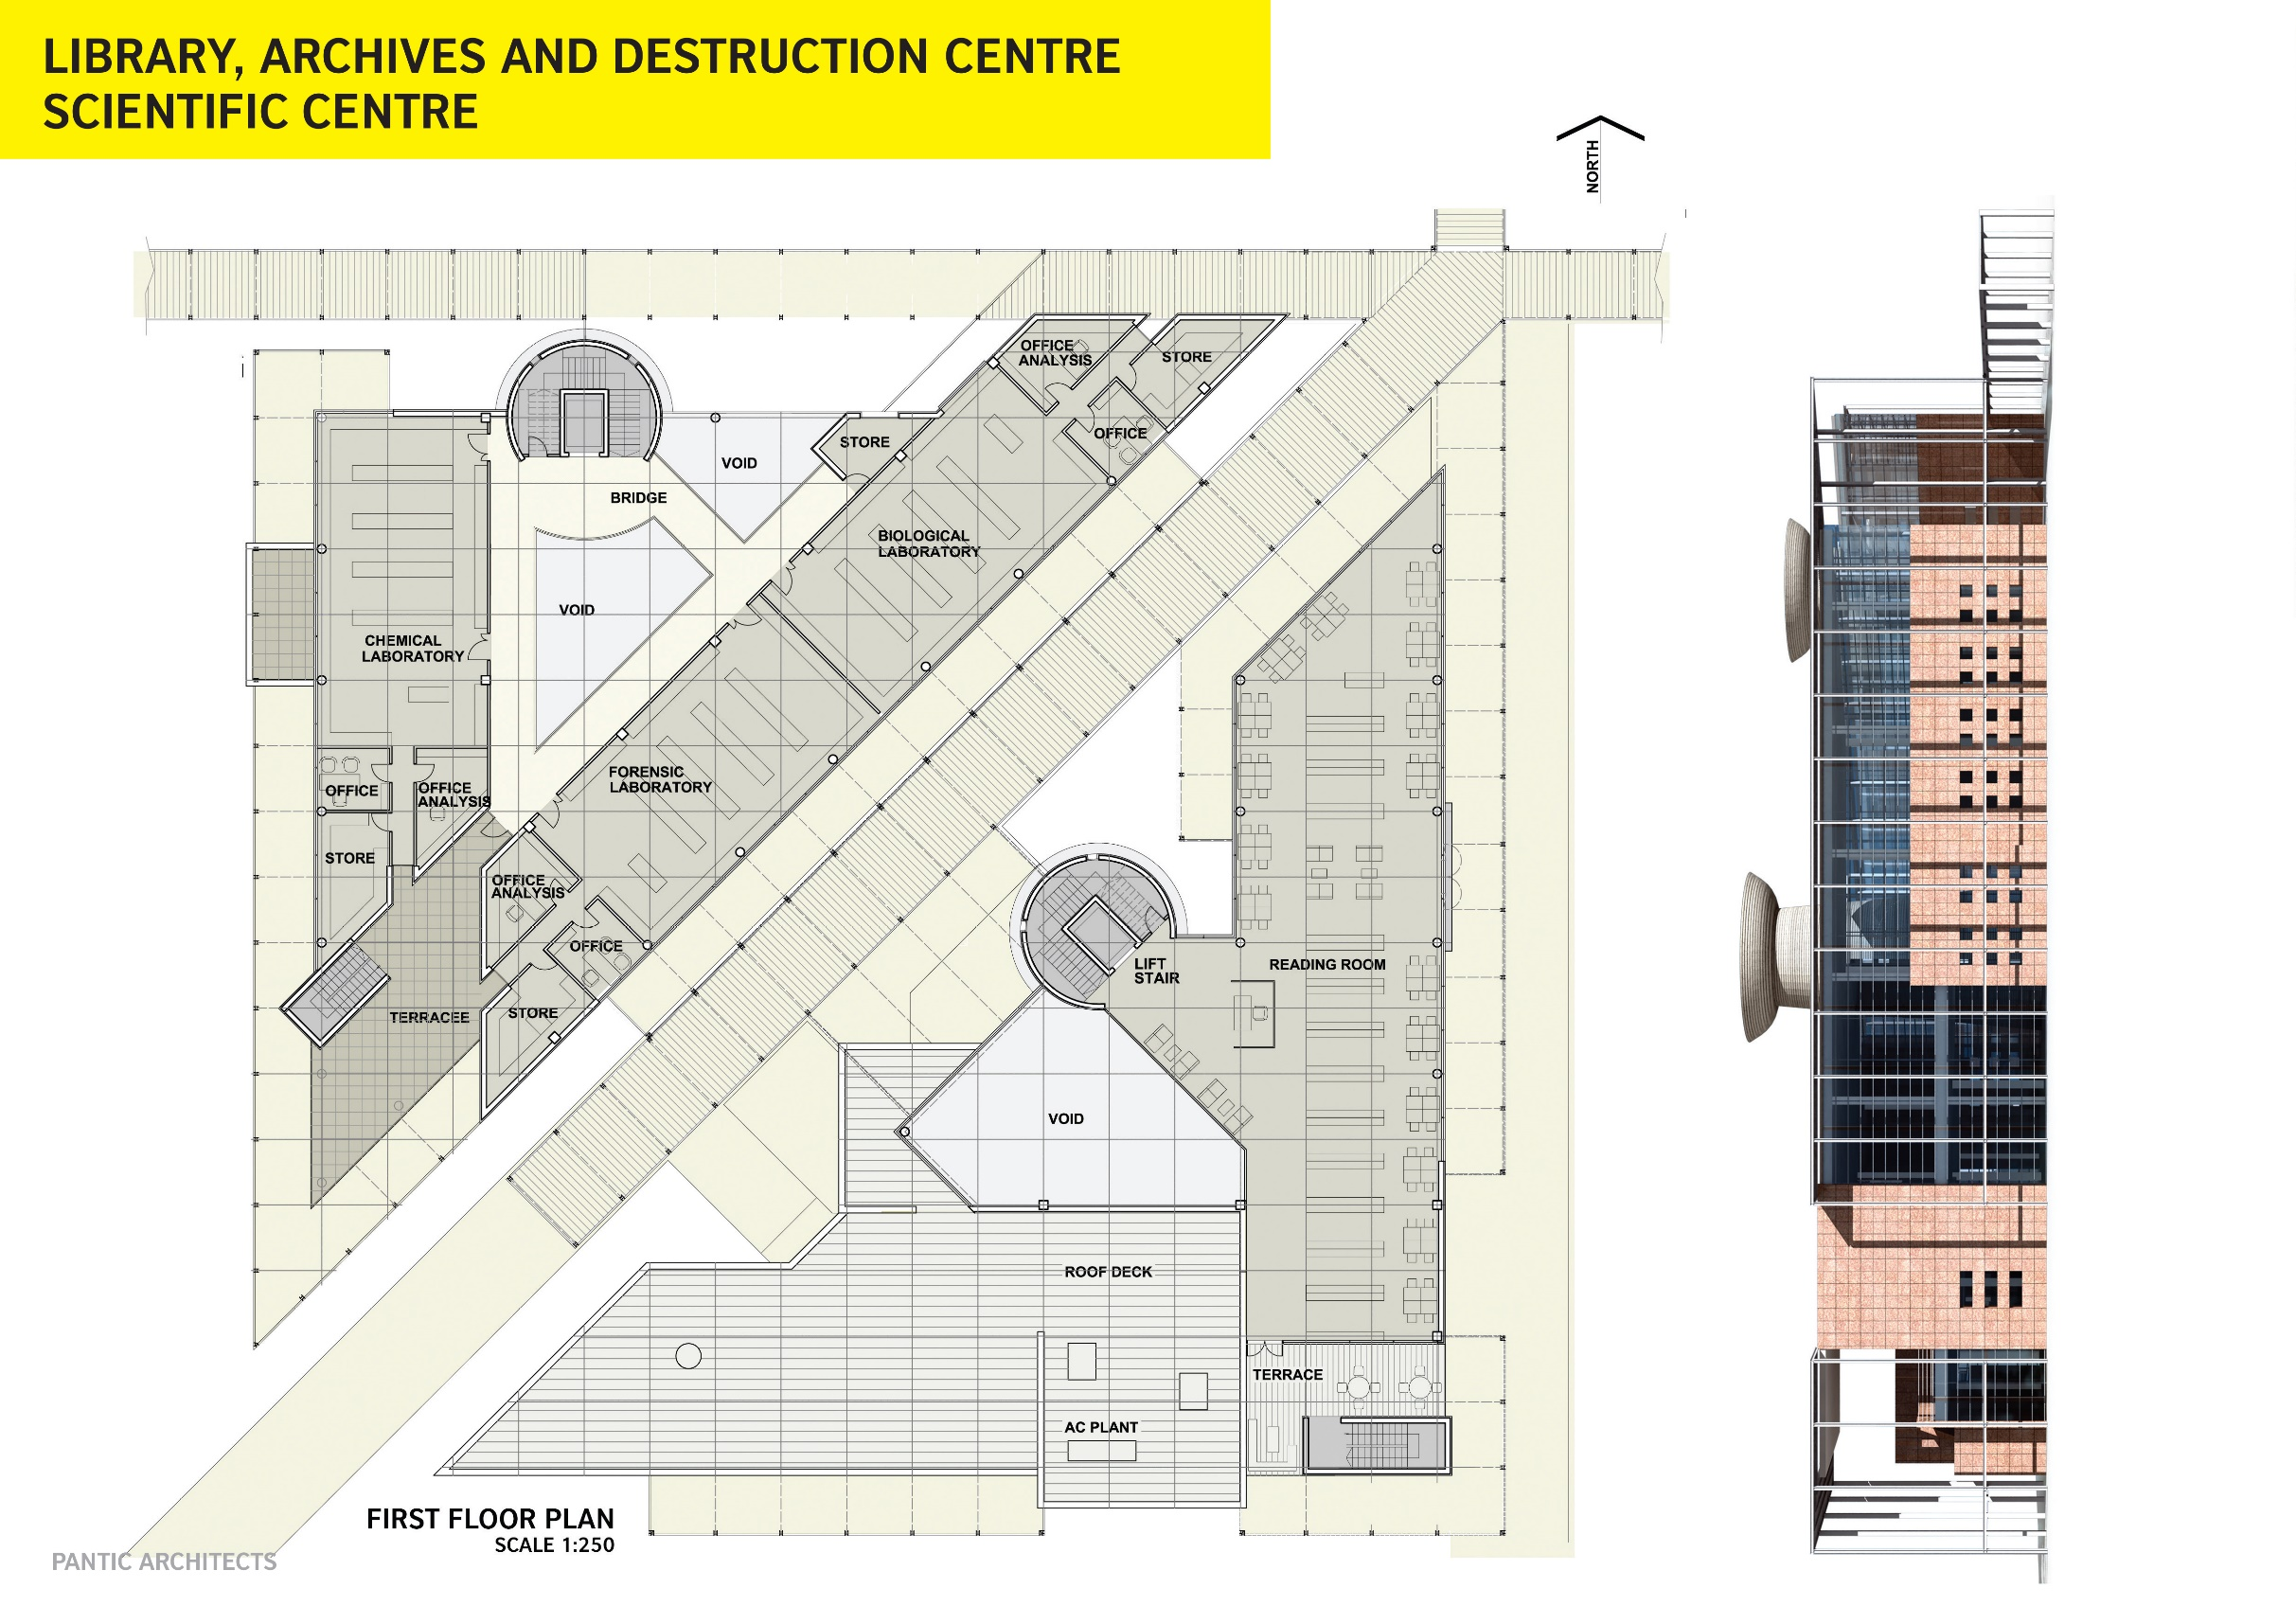 LIBRARY, ARCHIVES AND DESTRUCTION CENTRE
SCIENTIFIC CENTRE
NORTH
OFFICE
ANALYSIS
STORE
STORE
OFFICE
VOID
BRIDGE
BIOLOGICAL
LABORATORY
VOID
CHEMICAL
LABORATORY
FORENSIC
LABORATORY
OFFICE
OFFICE
ANALYSIS
STORE
OFFICE
ANALYSIS
OFFICE
STORE
TERRACEE
LIFT
STAIR
READING ROOM
VOID
ROOF DECK
TERRACE
AC PLANT
FIRST FLOOR PLAN
SCALE 1:250
PANTIC ARCHITECTS